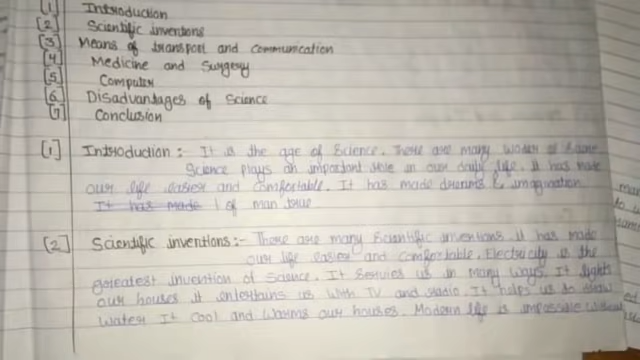 [1] Introduction
[2] Scientific inventions
[3] Means of transport and communication
[4] Medicine and Surgery
[5] Computer
[6] Disadvantages of Science
[7] Conclusion
[1] Introduction :- It is the age of Science. There are many of
Science plays an important role in our daily life. it has made
our life easier and comfortable. It has made dreams & imagination
It has made of man true
[2] Scientific inventions :- There are many Scientific inventions it has made
our life easier and comfortable. Electricity is the
greatest invention of Science. It serves us in many ways. It lights
our houses it entertains us with TV and radio. It helps us to
water It cool and warms our houses. Modern life is impossible without